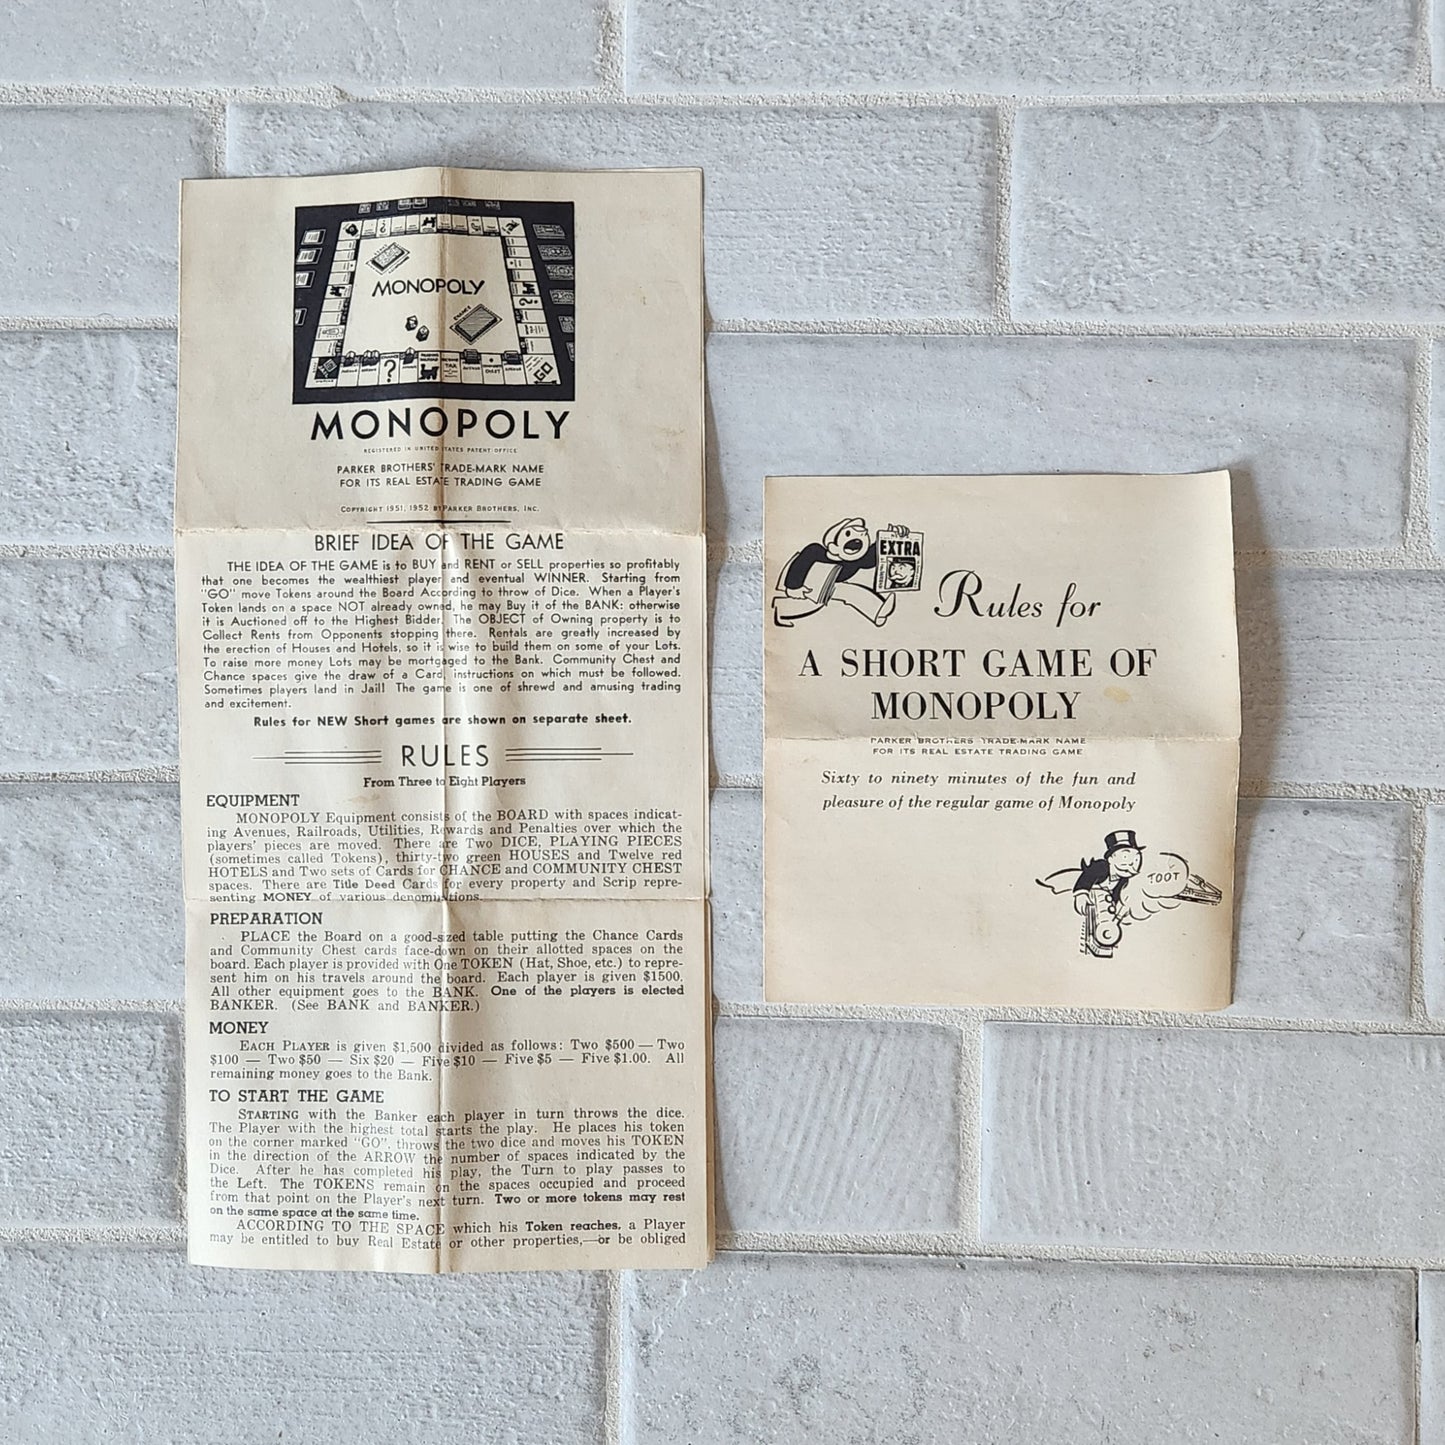 MONOPOLY
CHANCE
GO
MONOPOLY
REGISTERED IN UNITED STATES PATENT OFFICE
PARKER BROTHERS' TRADE-MARK NAME
FOR ITS REAL ESTATE TRADING GAME
COPYRIGHT 1951, 1952 BY PARKER BROTHERS, INC.
BRIEF IDEA OF THE GAME
THE IDEA OF THE GAME is to BUY and RENT or SELL properties so profitably
that one becomes the wealthiest player and eventual WINNER. Starting from
"GO" move Tokens around the Board According to throw of Dice. When a Player's
Token lands on a space NOT already owned, he may Buy it of the BANK: otherwise
it is Auctioned off to the Highest Bidder. The OBJECT of Owning property is to
Collect Rents from Opponents stopping there. Rentals are greatly increased by
the erection of Houses and Hotels, so it is wise to build them on some of your Lots.
To raise more money Lots may be mortgaged to the Bank. Community Chest and
Chance spaces give the draw of a Card, instructions on which must be followed.
Sometimes players land in Jail! The game is one of shrewd and amusing trading
and excitement.
Rules for NEW Short games are shown on separate sheet.
RULES
From Three to Eight Players
EQUIPMENT
MONOPOLY Equipment consists of the BOARD with spaces indicat-
ing Avenues, Railroads, Utilities, Rewards and Penalties over which the
players' pieces are moved. There are Two DICE, PLAYING PIECES
(sometimes called Tokens), thirty-two green HOUSES and Twelve red
HOTELS and Two sets of Cards for CHANCE and COMMUNITY CHEST
spaces. There are Title Deed Cards for every property and Scrip repre-
senting MONEY of various denominations.
PREPARATION
PLACE the Board on a good-sized table putting the Chance Cards
and Community Chest cards face-down on their allotted spaces on the
board. Each player is provided with One TOKEN (Hat, Shoe, etc.) to repre-
sent him on his travels around the board. Each player is given $1500.
All other equipment goes to the BANK. One of the players is elected
BANKER. (See BANK and BANKER.)
MONEY
EACH PLAYER is given $1,500 divided as follows: Two $500 — Two
$100 — Two $50 — Six $20 — Five $10 — Five $5 — Five $1.00. All
remaining money goes to the Bank.
TO START THE GAME
STARTING with the Banker each player in turn throws the dice.
The Player with the highest total starts the play. He places his token
on the corner marked "GO", throws the two dice and moves his TOKEN
in the direction of the ARROW the number of spaces indicated by the
Dice. After he has completed his play, the Turn to play passes to
the Left. The TOKENS remain on the spaces occupied and proceed
from that point on the Player's next turn. Two or more tokens may rest
on the same space at the same time.
ACCORDING TO THE SPACE which his Token reaches, a Player
may be entitled to buy Real Estate or other properties,—or be obliged
EXTRA
Rules for
A SHORT GAME OF
MONOPOLY
PARKER BROTHERS TRADE-MARK NAME
FOR ITS REAL ESTATE TRADING GAME
Sixty to ninety minutes of the fun and
pleasure of the regular game of Monopoly
TOOT